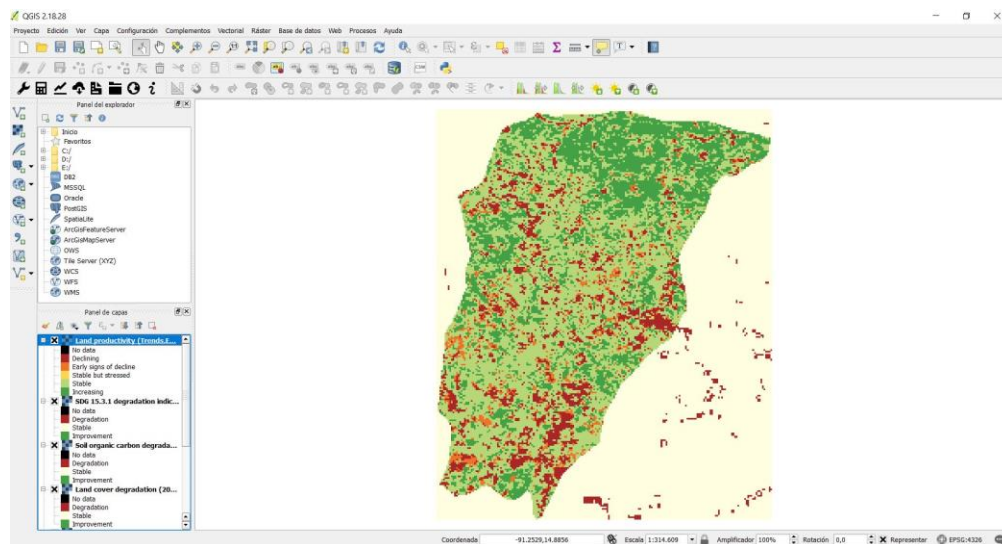 QGIS 2.18.28
Proyecto Edición Ver Capa Configuración Complementos Vectorial Ráster Base de datos Web Procesos Ayuda
Panel del explorador
Inicio
Favoritos
C:/
D:/
E:/
DB2
MSSQL
Oracle
PostGIS
SpatiaLite
ArcGisFeatureServer
ArcGisMapServer
OWS
Tile Server (XYZ)
WCS
WFS
WMS
Panel de capas
Land productivity (Trends.E...
No data
Declining
Early signs of decline
Stable but stressed
Stable
Increasing
SDG 15.3.1 degradation indic...
No data
Degradation
Stable
Improvement
Soil organic carbon degrada...
No data
Degradation
Stable
Improvement
Land cover degradation (20...
No data
Degradation
Stable
Improvement
Coordenada -91.2529,14.8856 Escala 1:314.609 Amplificador 100% Rotación 0,0 Representar EPSG:4326